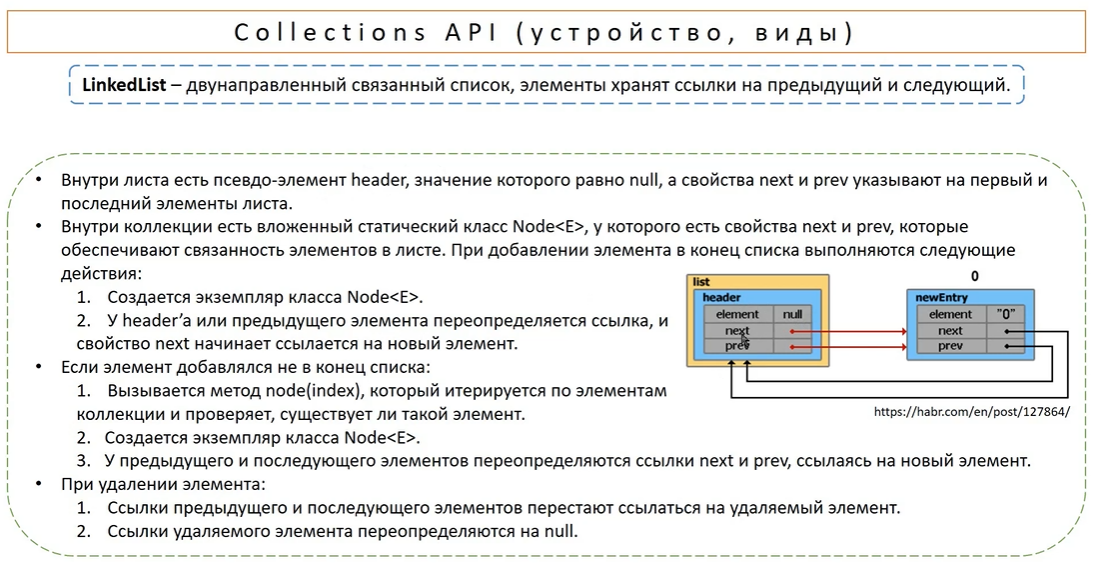 Collections API (устройство, виды)
LinkedList – двунаправленный связанный список, элементы хранят ссылки на предыдущий и следующий.
• Внутри листа есть псевдо-элемент header, значение которого равно null, а свойства next и prev указывают на первый и
последний элементы листа.
• Внутри коллекции есть вложенный статический класс Node<E>, у которого есть свойства next и prev, которые
обеспечивают связанность элементов в листе. При добавлении элемента в конец списка выполняются следующие
действия:
1. Создается экземпляр класса Node<E>.
2. У header’a или предыдущего элемента переопределяется ссылка, и
свойство next начинает ссылается на новый элемент.
• Если элемент добавлялся не в конец списка:
1. Вызывается метод node(index), который итерируется по элементам
коллекции и проверяет, существует ли такой элемент.
2. Создается экземпляр класса Node<E>.
3. У предыдущего и последующего элементов переопределяются ссылки next и prev, ссылаясь на новый элемент.
• При удалении элемента:
1. Ссылки предыдущего и последующего элементов перестают ссылаться на удаляемый элемент.
2. Ссылки удаляемого элемента переопределяются на null.
list
header
element null
next
prev
0
newEntry
element "0"
next
prev
https://habr.com/en/post/127864/